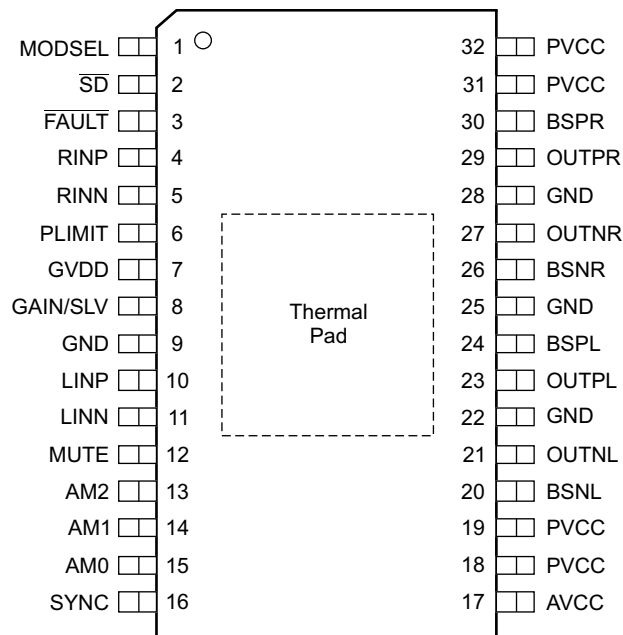 MODSEL 1 32 PVCC
S̅D̅ 2 31 PVCC
F̅A̅U̅L̅T̅ 3 30 BSPR
RINP 4 29 OUTPR
RINN 5 28 GND
PLIMIT 6 27 OUTNR
GVDD 7 26 BSNR
GAIN/SLV 8 25 GND
GND 9 24 BSPL
LINP 10 23 OUTPL
LINN 11 22 GND
MUTE 12 21 OUTNL
AM2 13 20 BSNL
AM1 14 19 PVCC
AM0 15 18 PVCC
SYNC 16 17 AVCC
Thermal
Pad